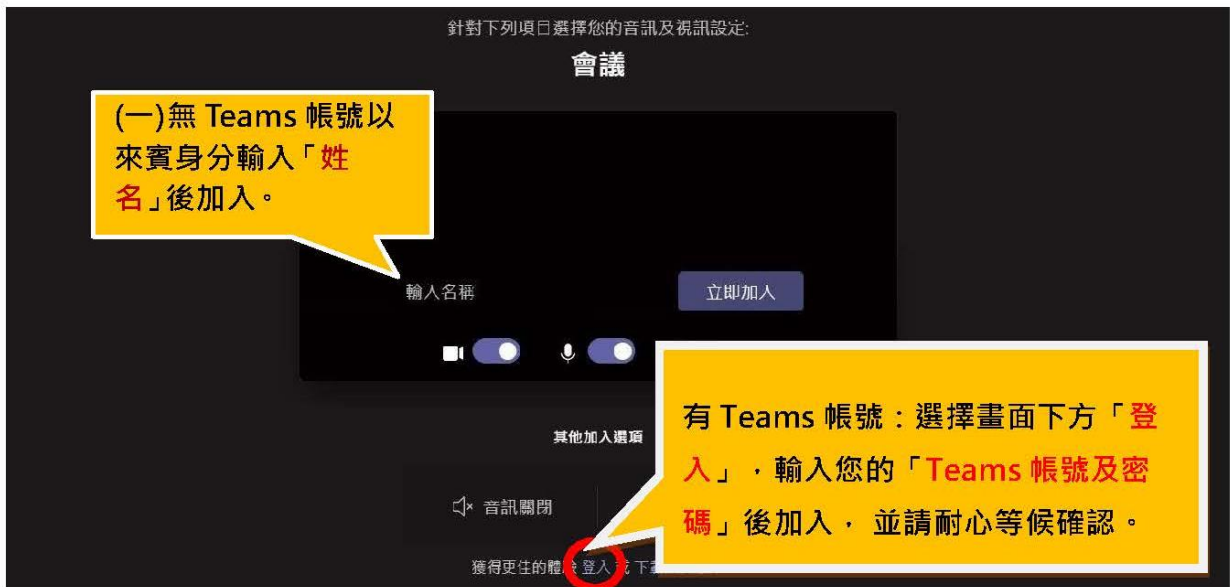 針對下列項目選擇您的音訊及視訊設定:
會議
(一)無 Teams 帳號以
來賓身分輸入「姓
名」後加入。
輸入名稱
立即加入
有 Teams 帳號：選擇畫面下方「登
入」，輸入您的「Teams 帳號及密
碼」後加入， 並請耐心等候確認。
其他加入選項
音訊關閉
獲得更佳的體驗 登入 或 下載